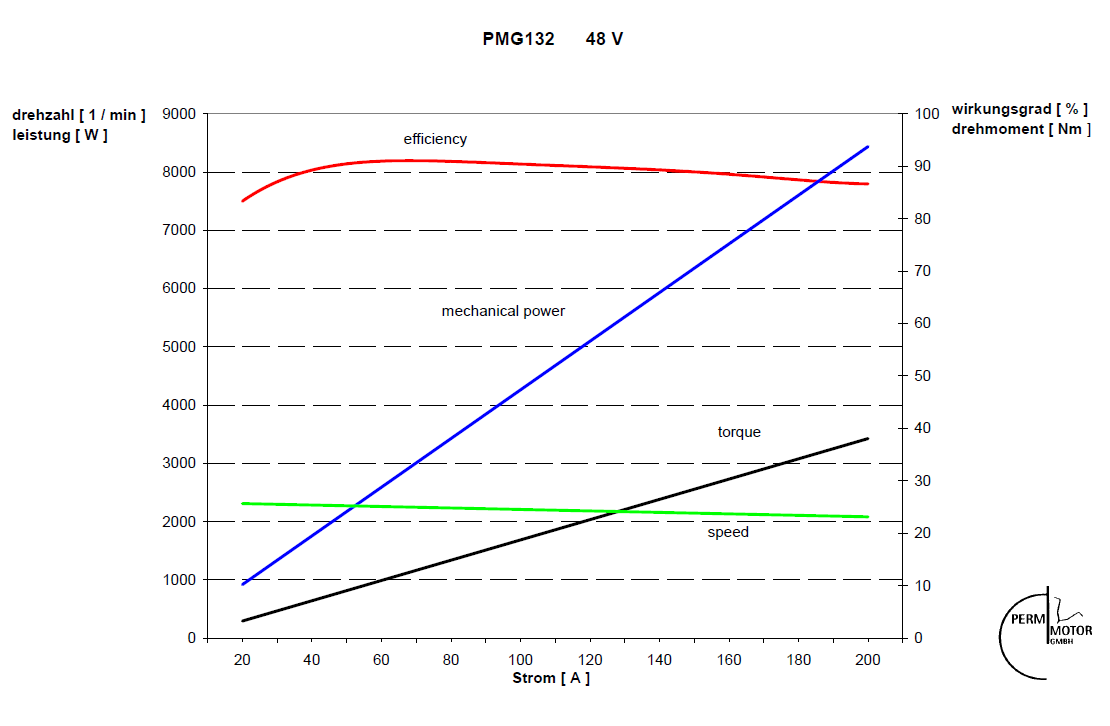 PMG132 48 V
drehzahl [ 1 / min ]
leistung [ W ]
wirkungsgrad [ % ]
drehmoment [ Nm ]
9000
8000
7000
6000
5000
4000
3000
2000
1000
0
100
90
80
70
60
50
40
30
20
10
0
efficiency
mechanical power
torque
speed
20 40 60 80 100 120 140 160 180 200
Strom [ A ]
PERM
MOTOR
GMBH